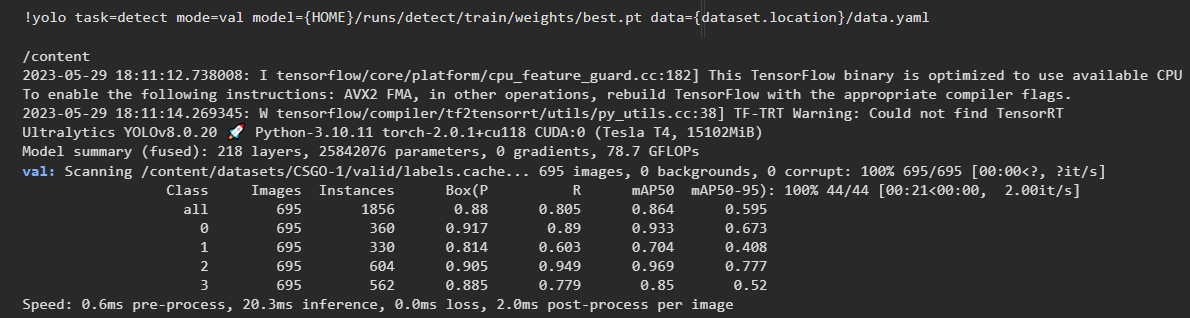 !yolo task=detect mode=val model={HOME}/runs/detect/train/weights/best.pt data={dataset.location}/data.yaml
/content
2023-05-29 18:11:12.738008: I tensorflow/core/platform/cpu_feature_guard.cc:182] This TensorFlow binary is optimized to use available CPU
To enable the following instructions: AVX2 FMA, in other operations, rebuild TensorFlow with the appropriate compiler flags.
2023-05-29 18:11:14.269345: W tensorflow/compiler/tf2tensorrt/utils/py_utils.cc:38] TF-TRT Warning: Could not find TensorRT
Ultralytics YOLOv8.0.20 🚀 Python-3.10.11 torch-2.0.1+cu118 CUDA:0 (Tesla T4, 15102MiB)
Model summary (fused): 218 layers, 25842076 parameters, 0 gradients, 78.7 GFLOPs
val: Scanning /content/datasets/CSGO-1/valid/labels.cache... 695 images, 0 backgrounds, 0 corrupt: 100% 695/695 [00:00<?, ?it/s]
Class Images Instances Box(P R mAP50 mAP50-95): 100% 44/44 [00:21<00:00, 2.00it/s]
all 695 1856 0.88 0.805 0.864 0.595
0 695 360 0.917 0.89 0.933 0.673
1 695 330 0.814 0.603 0.704 0.408
2 695 604 0.905 0.949 0.969 0.777
3 695 562 0.885 0.779 0.85 0.52
Speed: 0.6ms pre-process, 20.3ms inference, 0.0ms loss, 2.0ms post-process per image